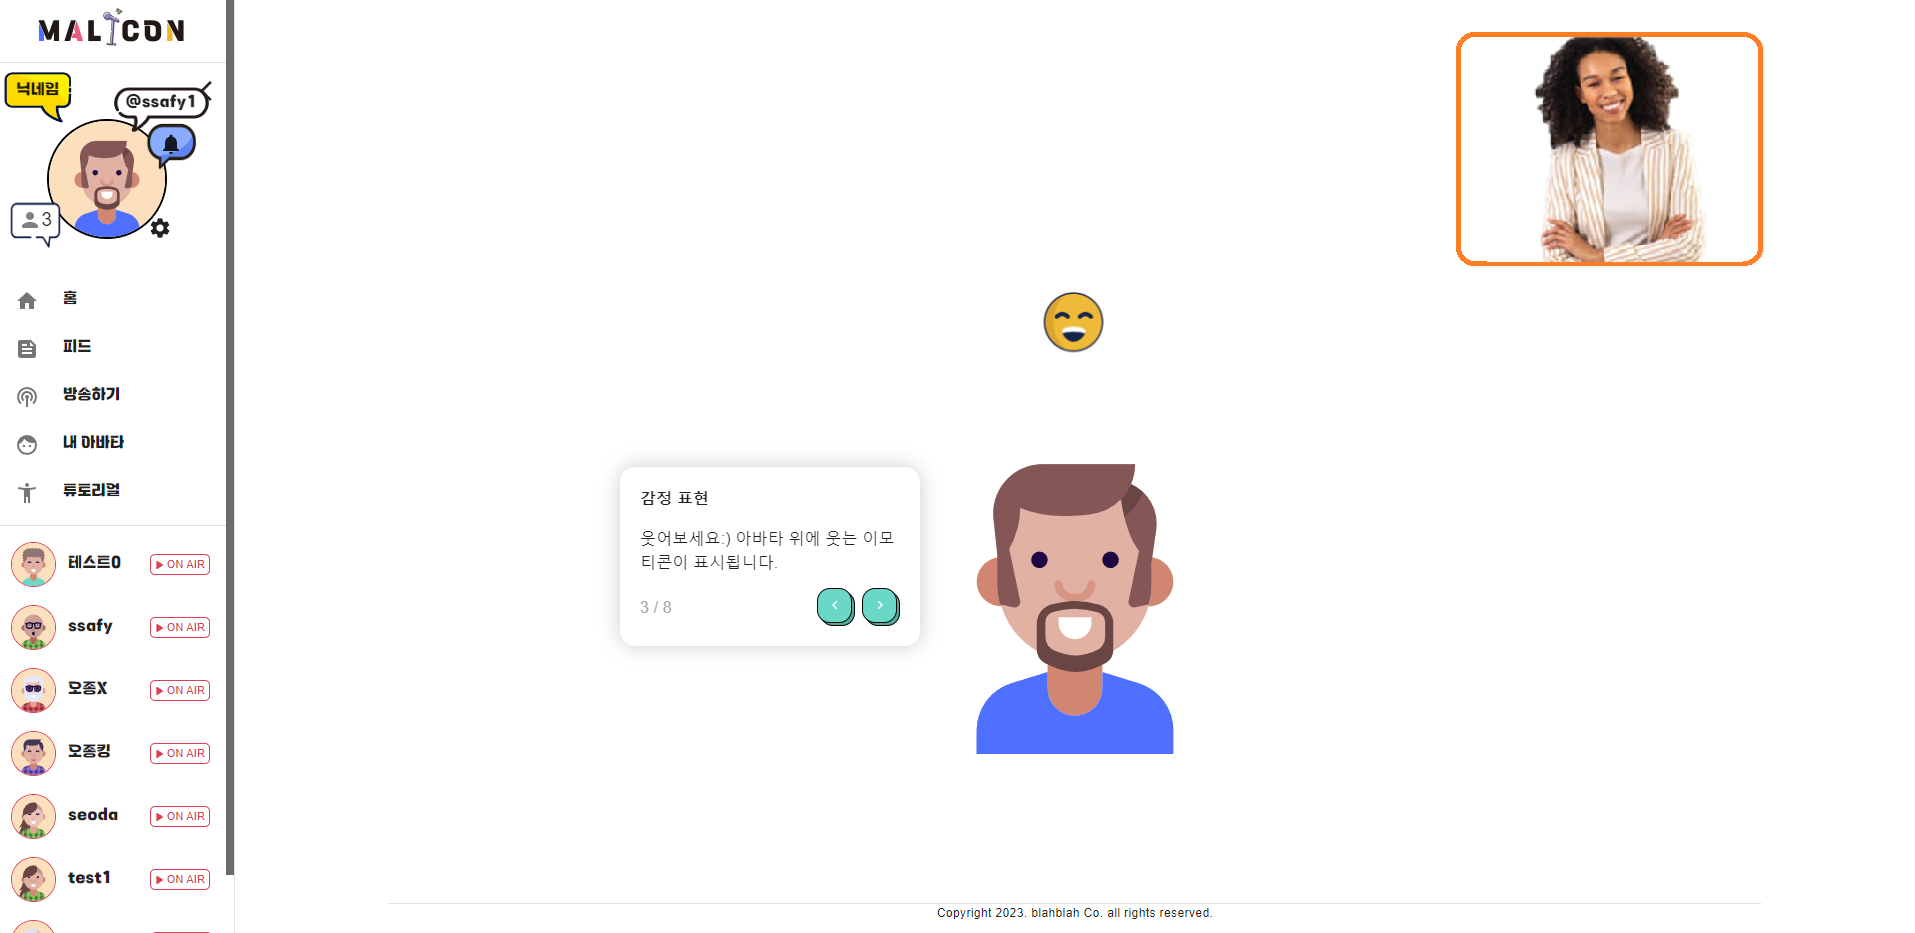 MALICON
닉네임
@ssafy1
3
홈
피드
방송하기
내 아바타
튜토리얼
테스트0
ON AIR
ssafy
ON AIR
오종X
ON AIR
오종킹
ON AIR
seoda
ON AIR
test1
ON AIR
감정 표현
웃어보세요:) 아바타 위에 웃는 이모
티콘이 표시됩니다.
3 / 8
Copyright 2023. blahblah Co. all rights reserved.